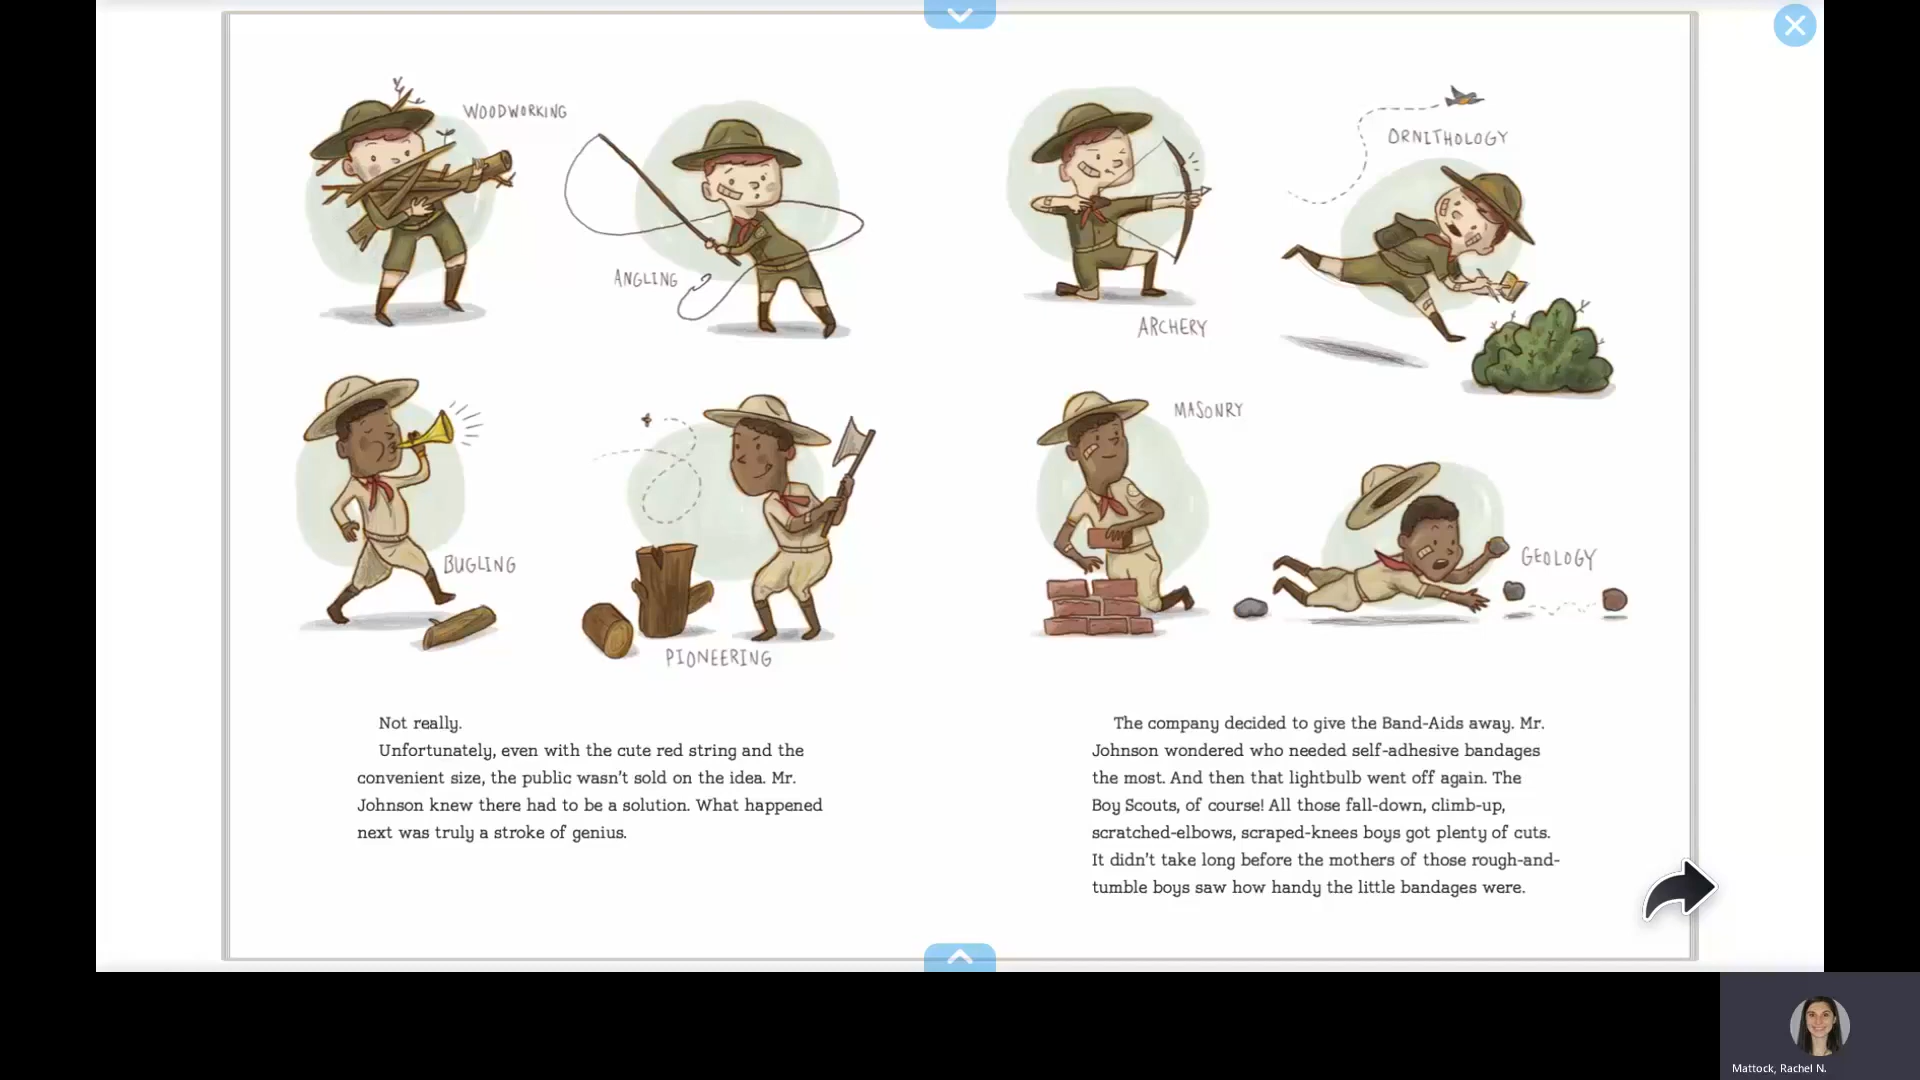 WOODWORKING
ANGLING
ARCHERY
ORNITHOLOGY
BUGLING
PIONEERING
MASONRY
GEOLOGY
Not really.
Unfortunately, even with the cute red string and the
convenient size, the public wasn't sold on the idea. Mr.
Johnson knew there had to be a solution. What happened
next was truly a stroke of genius.
The company decided to give the Band-Aids away. Mr.
Johnson wondered who needed self-adhesive bandages
the most. And then that lightbulb went off again. The
Boy Scouts, of course! All those fall-down, climb-up,
scratched-elbows, scraped-knees boys got plenty of cuts.
It didn't take long before the mothers of those rough-and-
tumble boys saw how handy the little bandages were.
Mattock, Rachel N.